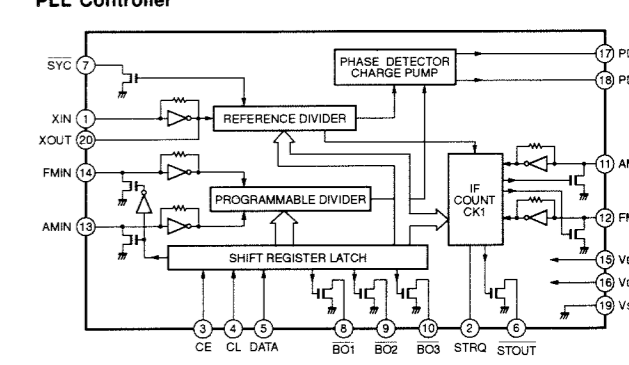 PLL Controller
SYC 7
XIN 1
XOUT 20
FMIN 14
AMIN 13
PHASE DETECTOR
CHARGE PUMP
REFERENCE DIVIDER
PROGRAMMABLE DIVIDER
SHIFT REGISTER LATCH
IF
COUNT
CK1
17
18
11
12
15
16
19
3 4 5 8 9 10 2 6
CE CL DATA BO1 BO2 BO3 STRQ STOUT